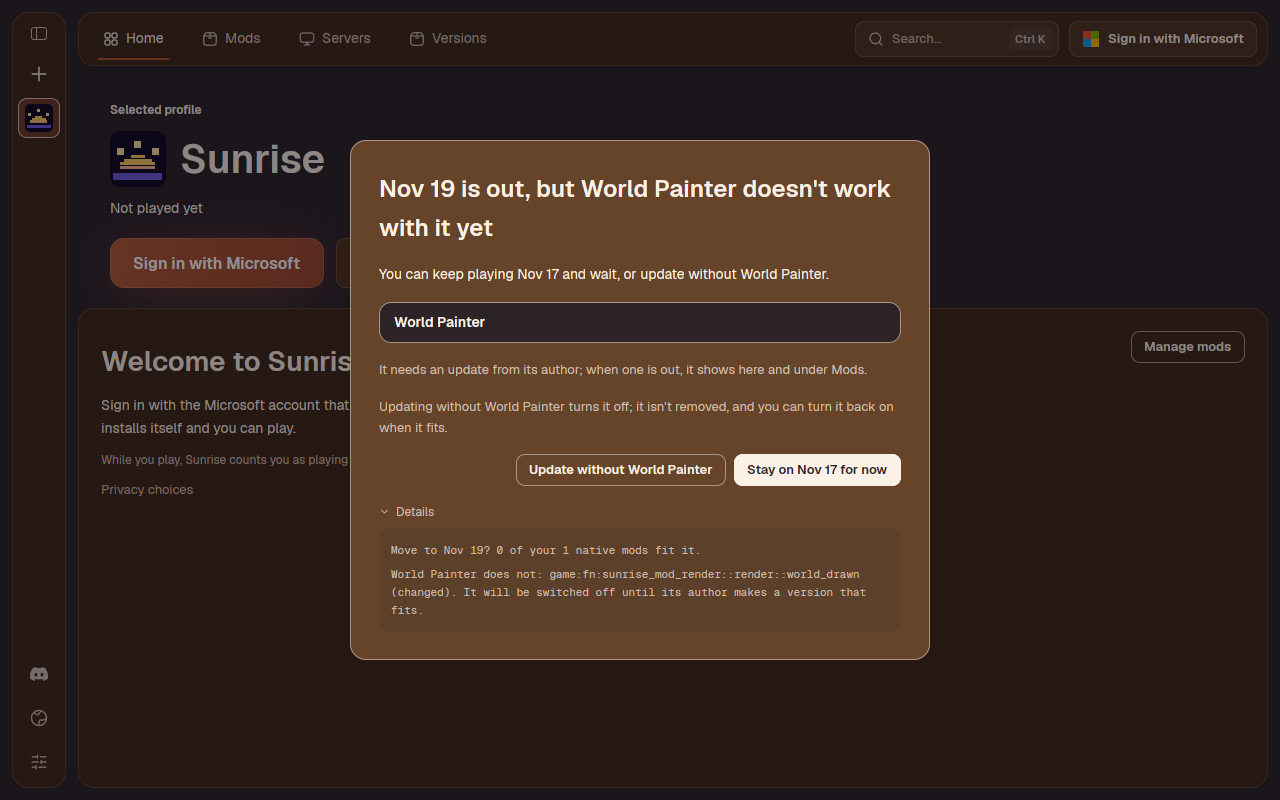 Home
Mods
Servers
Versions
Search...
Ctrl K
Sign in with Microsoft
Selected profile
Sunrise
Not played yet
Sign in with Microsoft
Nov 19 is out, but World Painter doesn't work
with it yet
You can keep playing Nov 17 and wait, or update without World Painter.
World Painter
It needs an update from its author; when one is out, it shows here and under Mods.
Updating without World Painter turns it off; it isn't removed, and you can turn it back on
when it fits.
Update without World Painter
Stay on Nov 17 for now
Details
Move to Nov 19? 0 of your 1 native mods fit it.
World Painter does not: game:fn:sunrise_mod_render::render::world_drawn
(changed). It will be switched off until its author makes a version that
fits.
Welcome to Sunris
Manage mods
Sign in with the Microsoft account that
installs itself and you can play.
While you play, Sunrise counts you as playing
Privacy choices